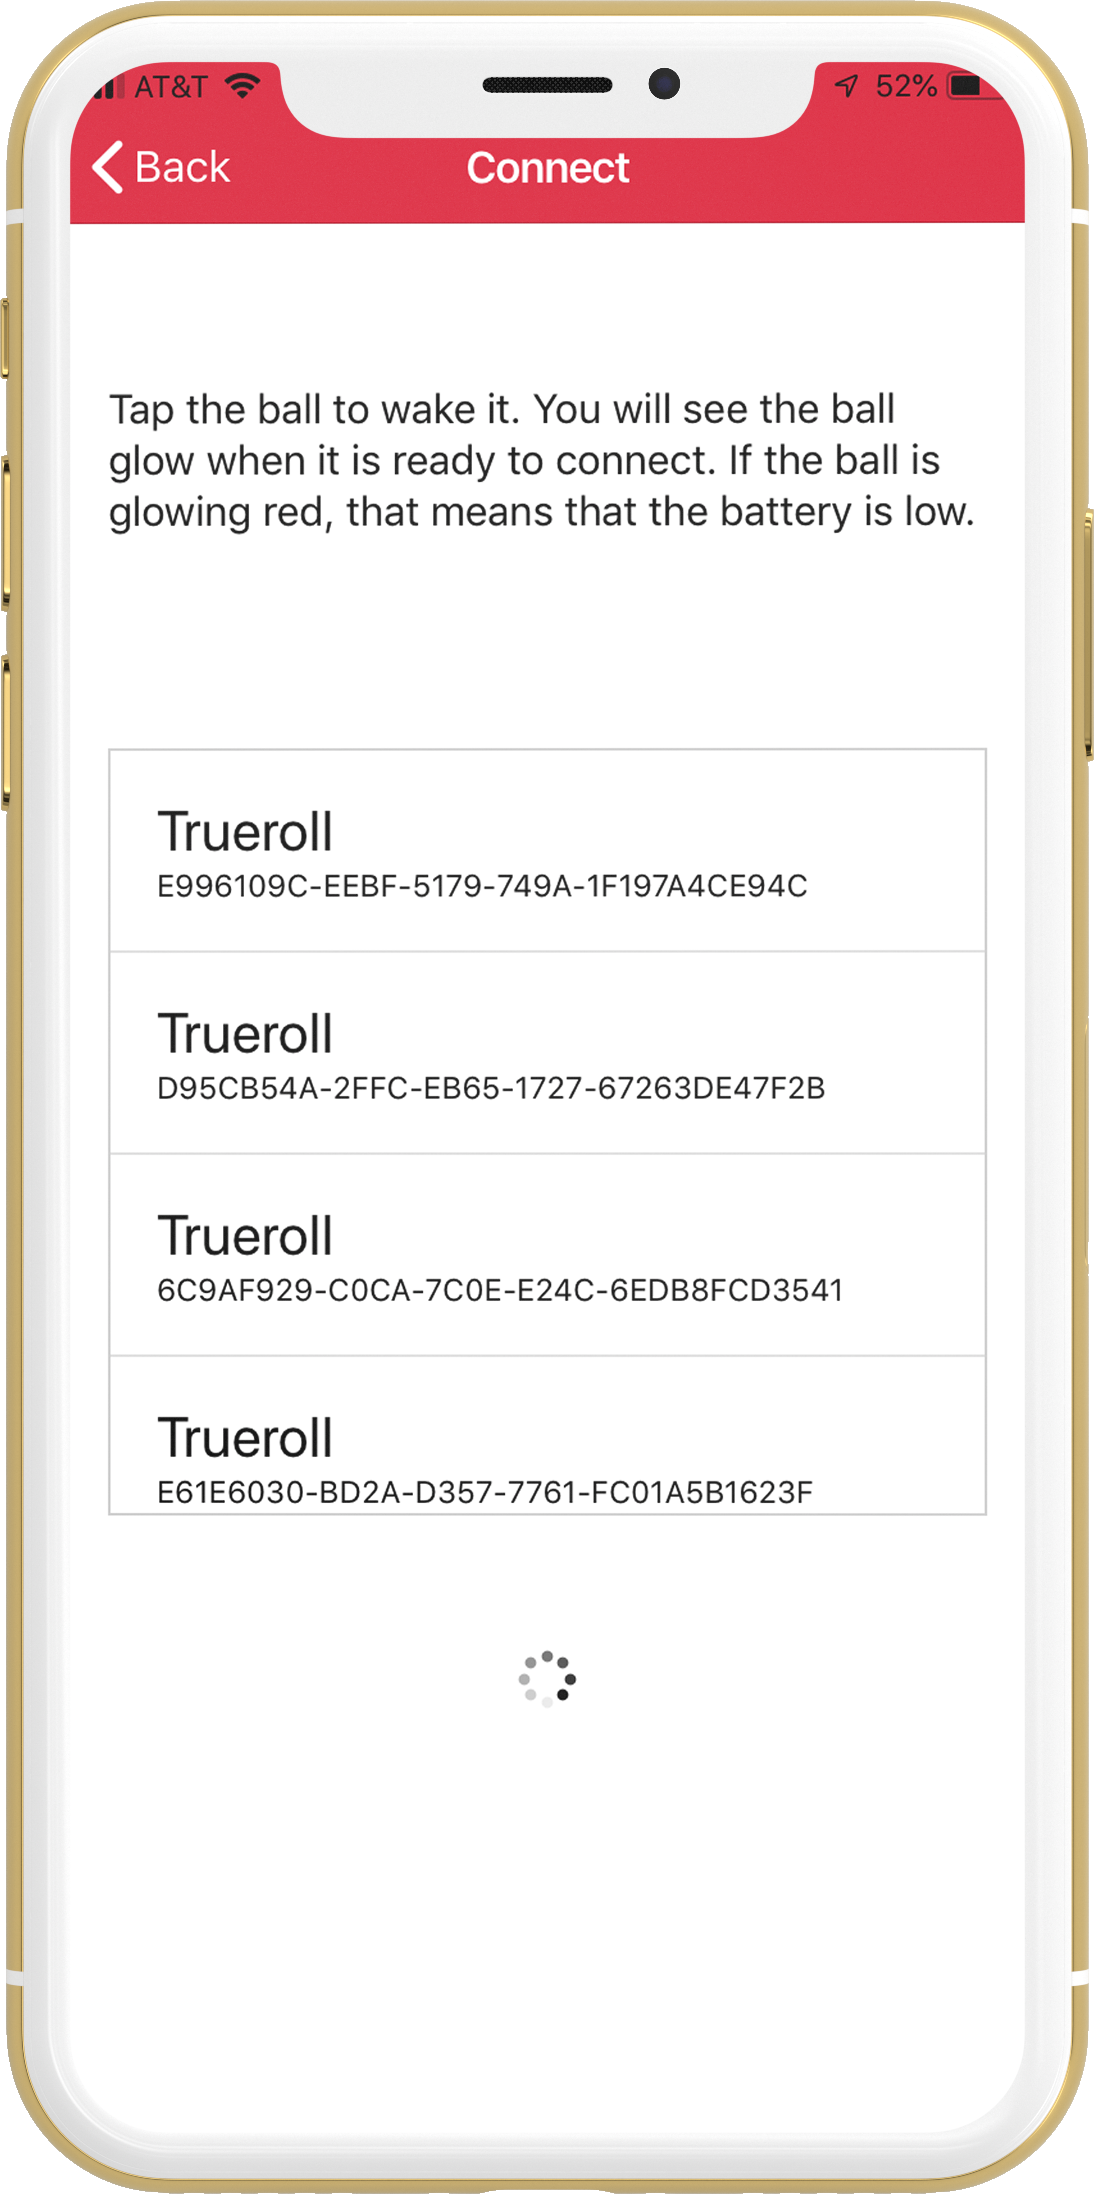 AT&T 52%
Back Connect
Tap the ball to wake it. You will see the ball
glow when it is ready to connect. If the ball is
glowing red, that means that the battery is low.
Trueroll
E996109C-EEBF-5179-749A-1F197A4CE94C
Trueroll
D95CB54A-2FFC-EB65-1727-67263DE47F2B
Trueroll
6C9AF929-C0CA-7C0E-E24C-6EDB8FCD3541
Trueroll
E61E6030-BD2A-D357-7761-FC01A5B1623F